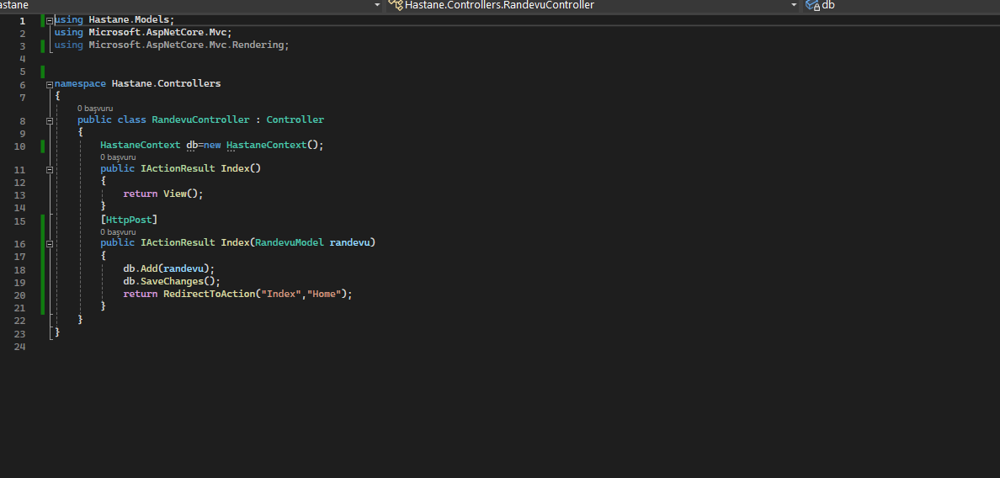 astane Hastane.Controllers.RandevuController db
1 using Hastane.Models;
2 using Microsoft.AspNetCore.Mvc;
3 using Microsoft.AspNetCore.Mvc.Rendering;
4
5
6 namespace Hastane.Controllers
7 {
0 başvuru
8 public class RandevuController : Controller
9 {
10 HastaneContext db=new HastaneContext();
0 başvuru
11 public IActionResult Index()
12 {
13 return View();
14 }
15 [HttpPost]
0 başvuru
16 public IActionResult Index(RandevuModel randevu)
17 {
18 db.Add(randevu);
19 db.SaveChanges();
20 return RedirectToAction("Index","Home");
21 }
22 }
23 }
24